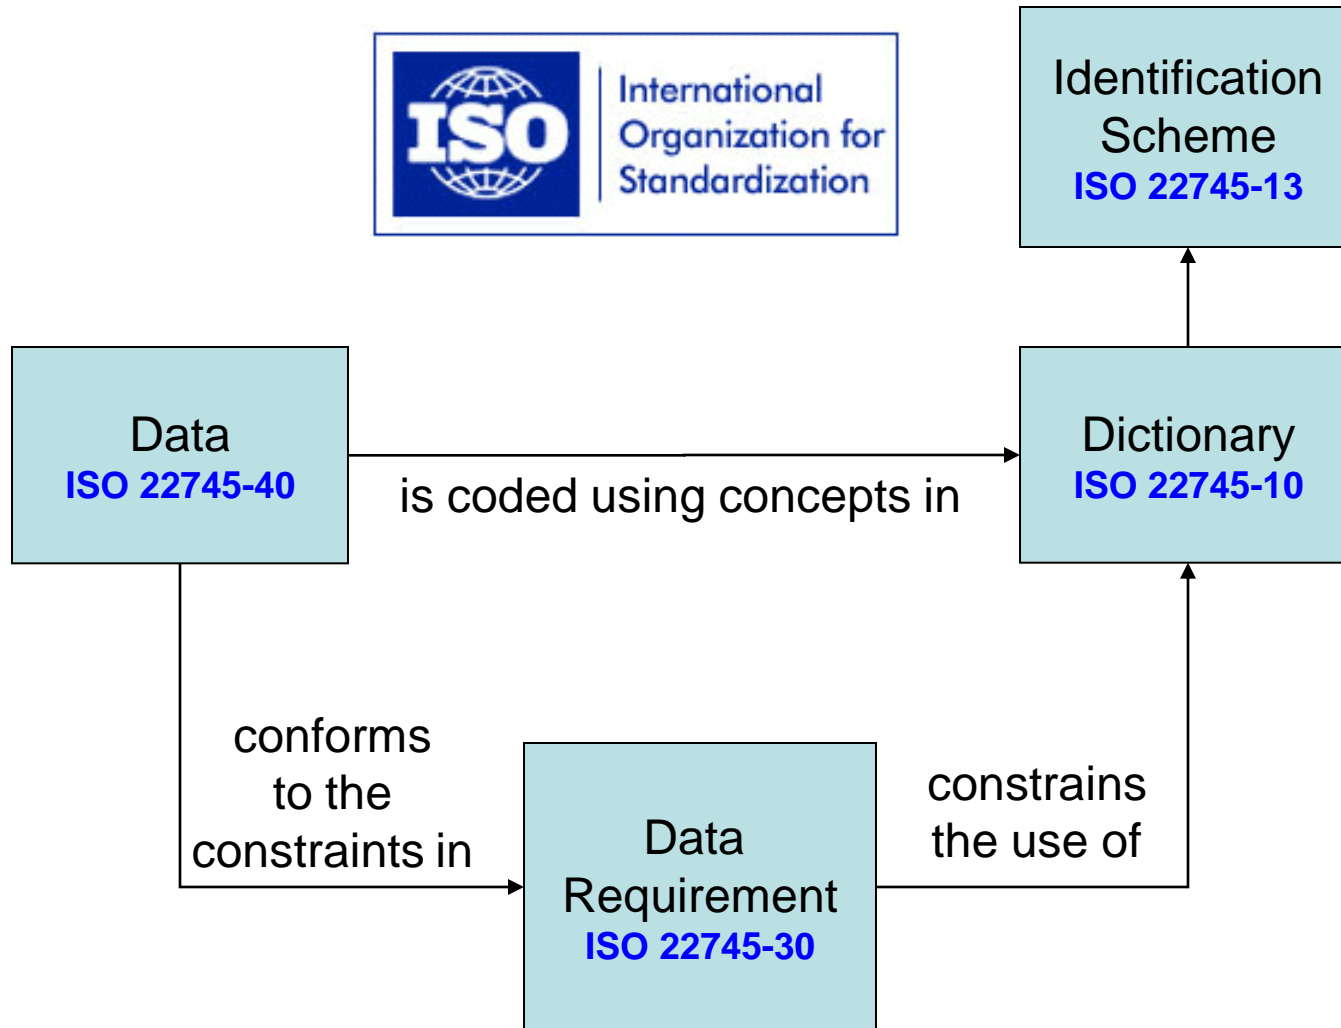 ISO
International
Organization for
Standardization
Identification
Scheme
ISO 22745-13
Data
ISO 22745-40
is coded using concepts in
Dictionary
ISO 22745-10
conforms
to the
constraints in
Data
Requirement
ISO 22745-30
constrains
the use of